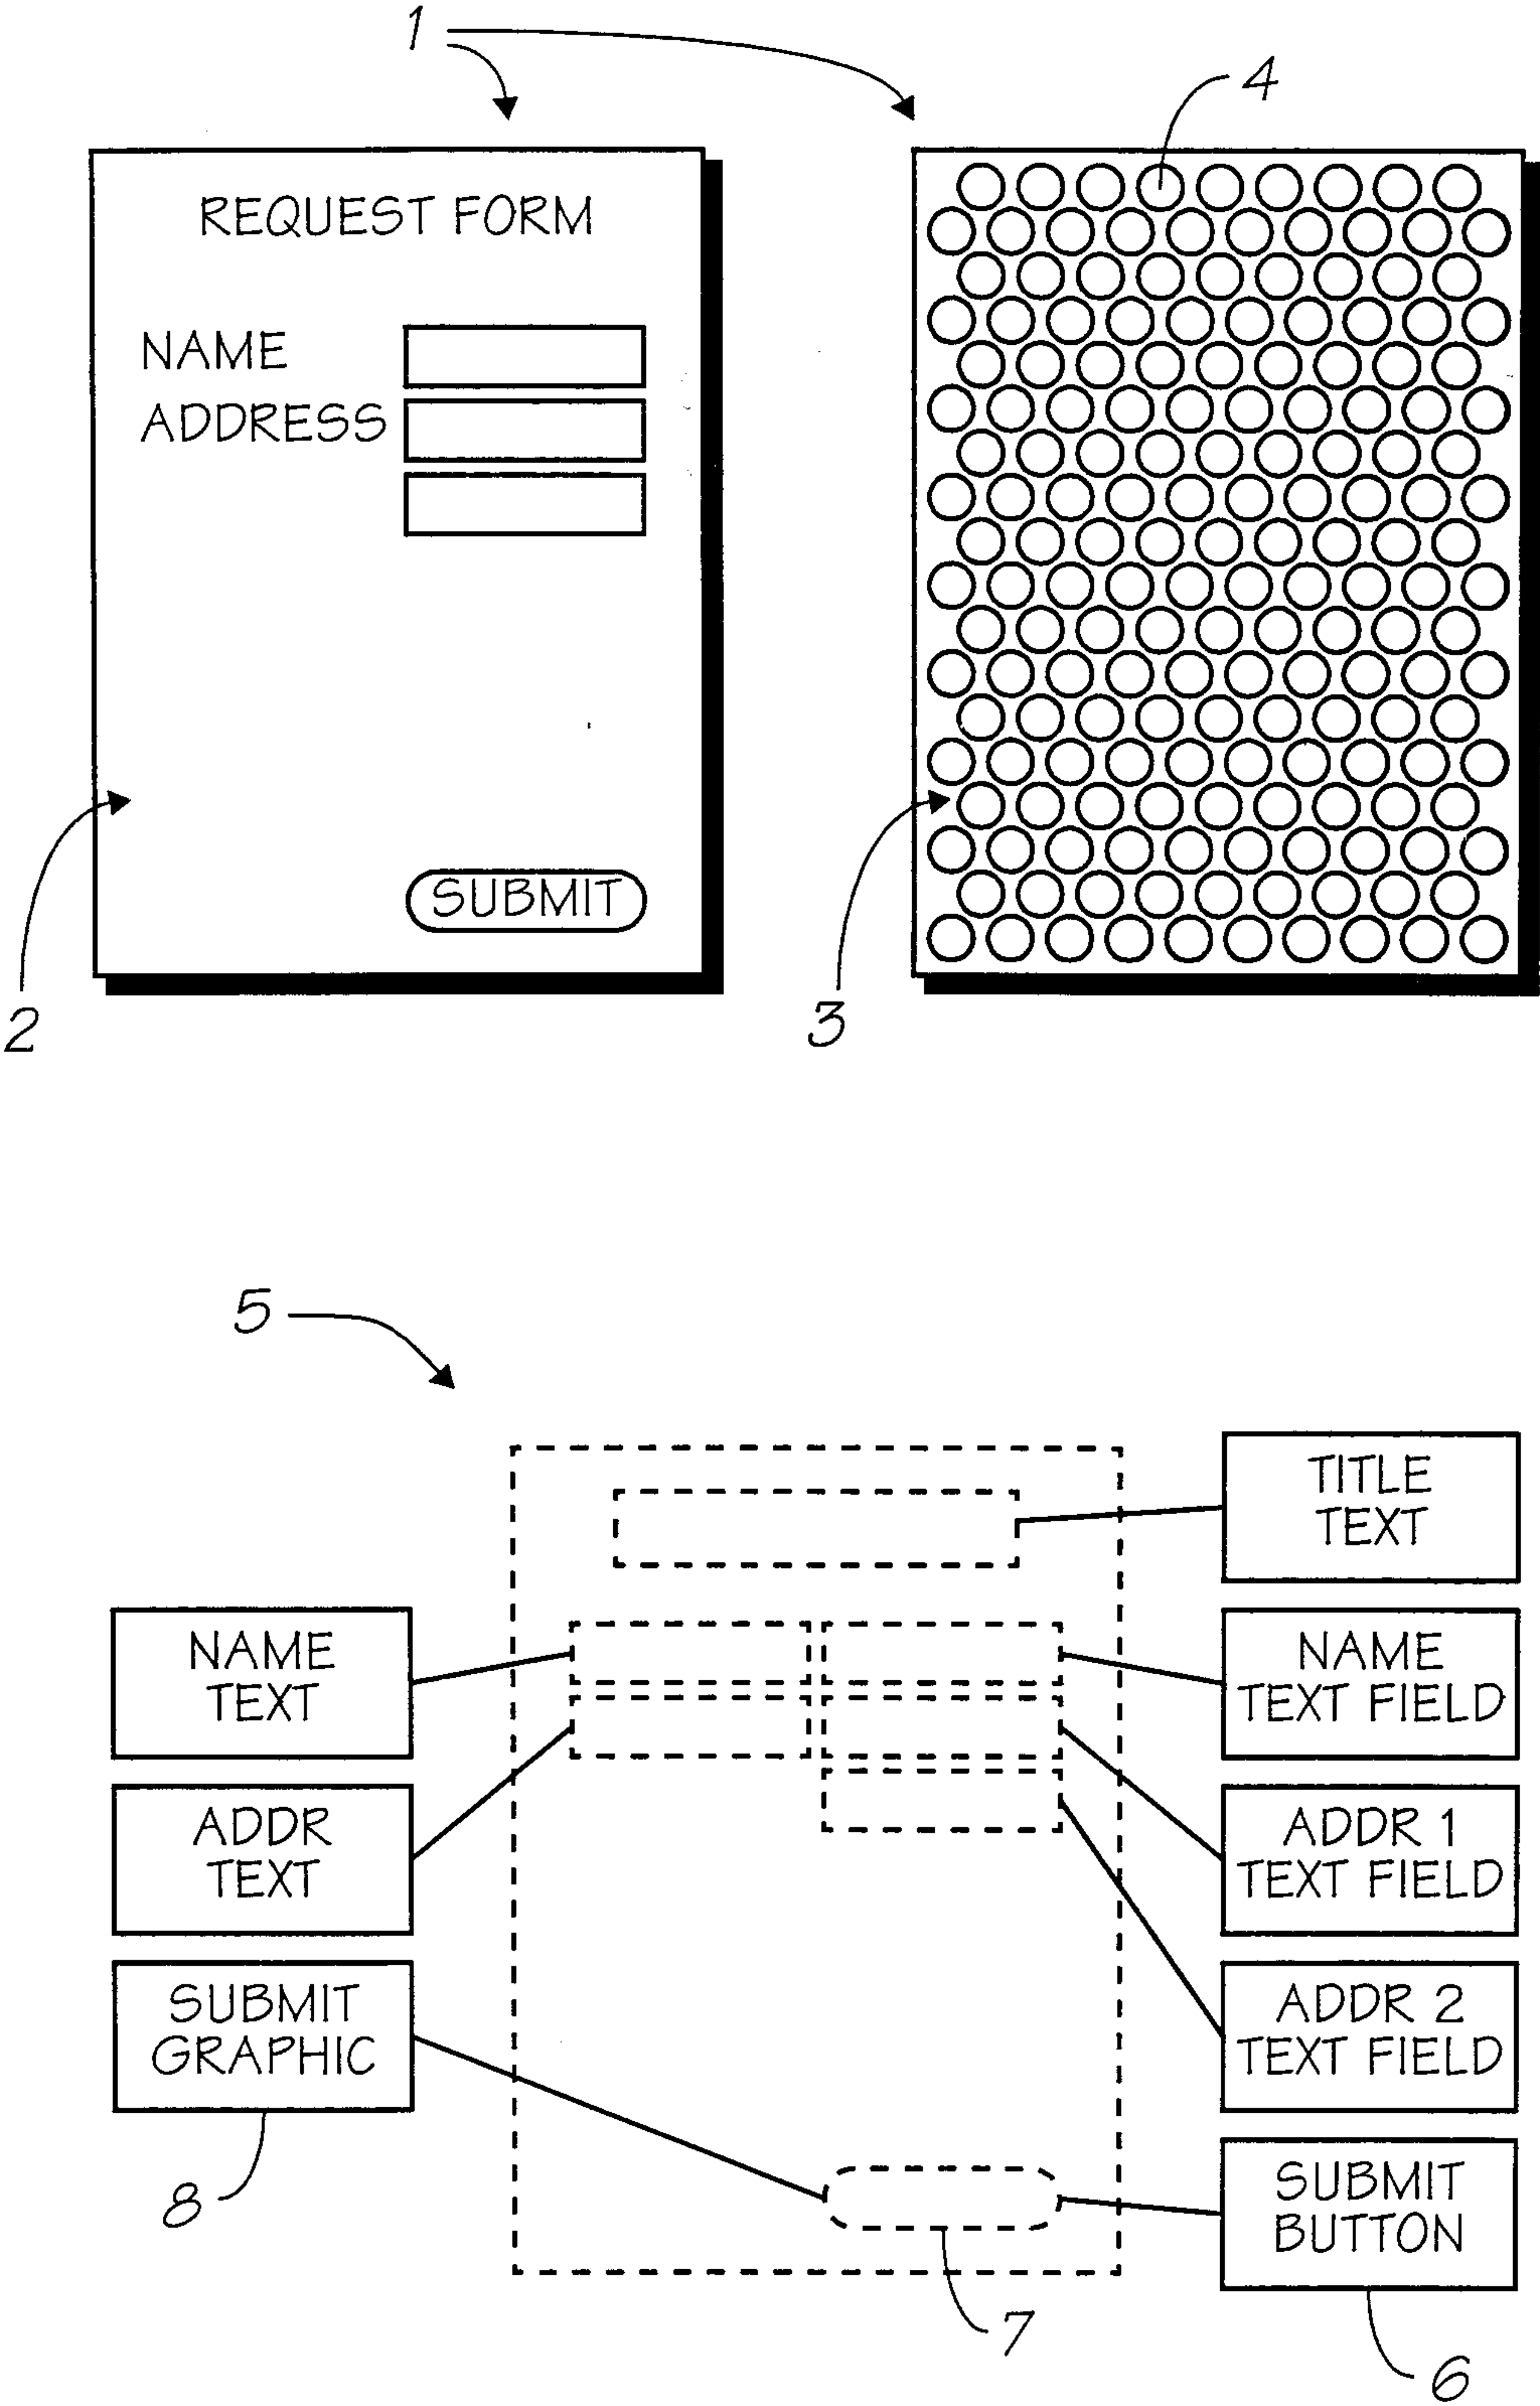 1
4
REQUEST FORM
NAME
ADDRESS
SUBMIT
2
3
5
TITLE
TEXT
NAME
TEXT
NAME
TEXT FIELD
ADDR
TEXT
ADDR 1
TEXT FIELD
SUBMIT
GRAPHIC
ADDR 2
TEXT FIELD
8
SUBMIT
BUTTON
7
6